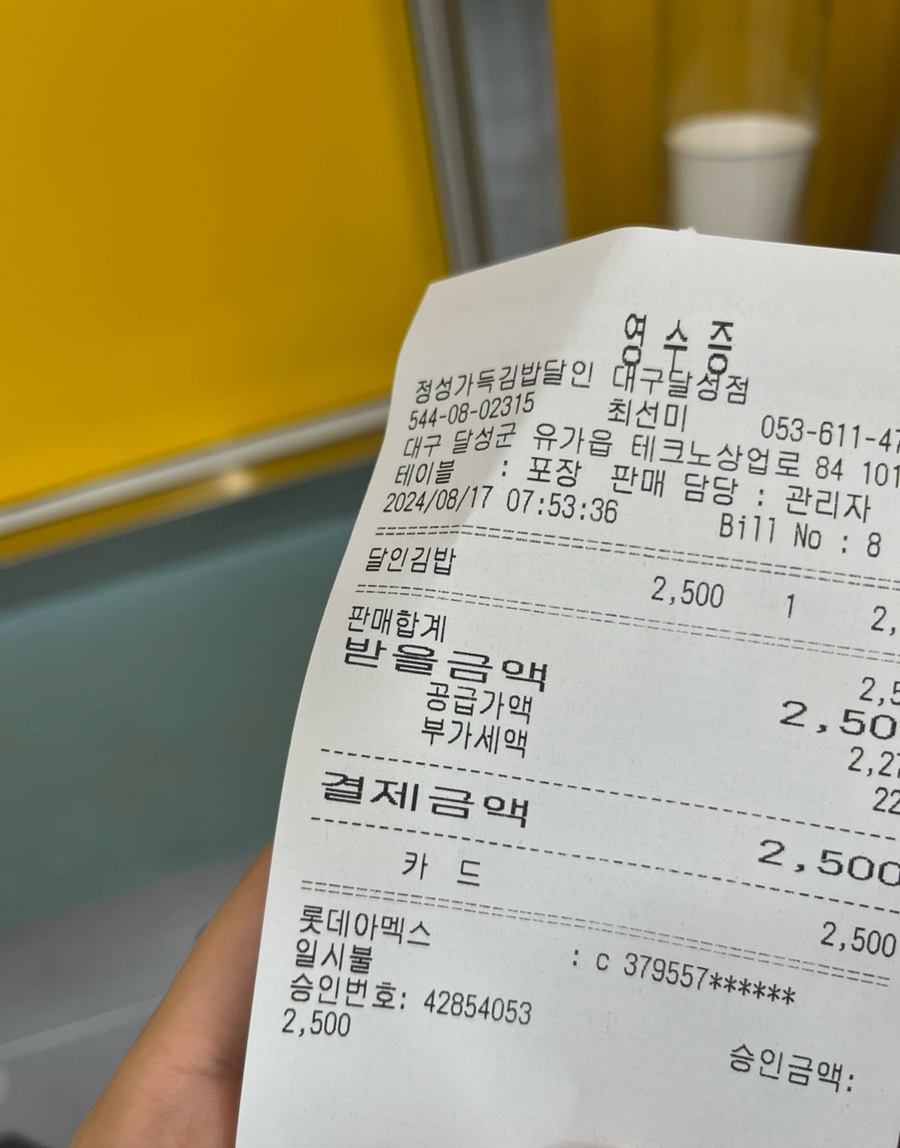 영수증
정성가득김밥달인 대구달성점
544-08-02315 최선미 053-611-47
대구 달성군 유가읍 테크노상업로 84 101
테이블 : 포장 판매 담당 : 관리자
2024/08/17 07:53:36 Bill No : 8
달인김밥 2,500 1 2,
판매합계 2,5
받을금액 2,50
공급가액 2,27
부가세액 22
결제금액 2,500
카 드 2,500
롯데아멕스 : c 379557******
일시불
승인번호: 42854053 승인금액:
2,500